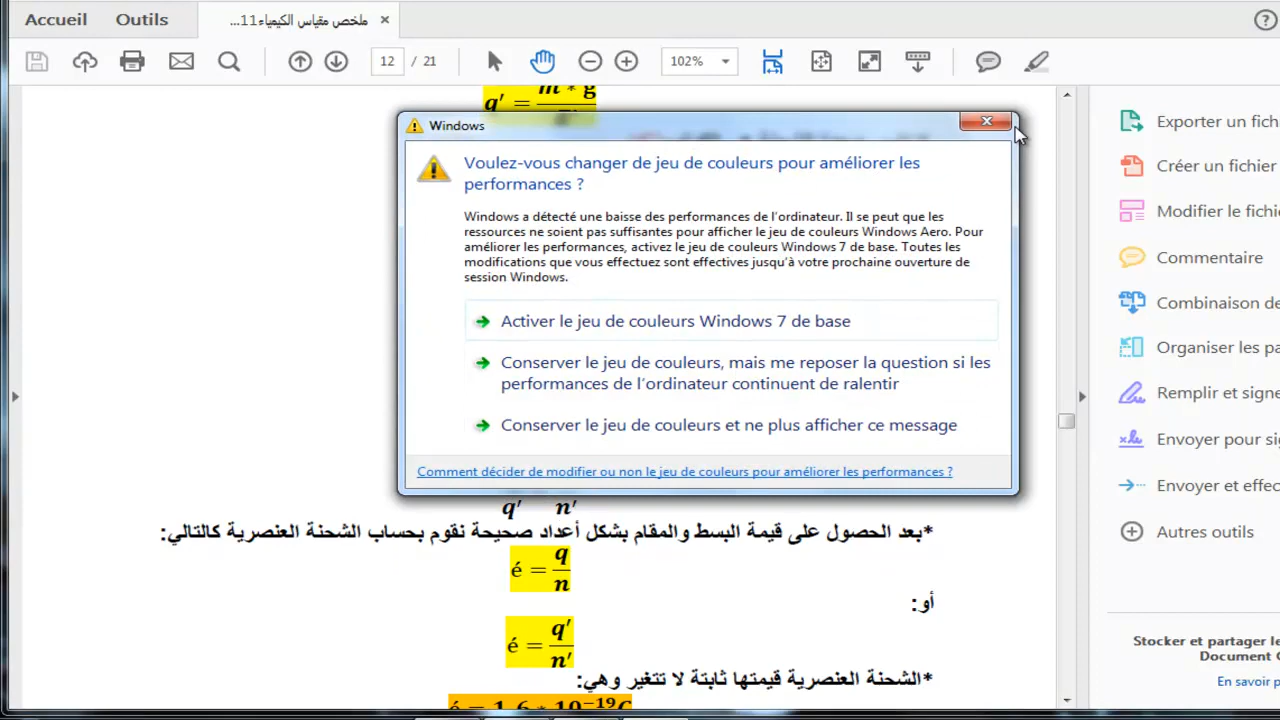 Accueil Outils ملخص مقياس الكيمياء11... ×
12 / 21 102%
q′ = m * g
Windows
Voulez-vous changer de jeu de couleurs pour améliorer les
performances ?
Windows a détecté une baisse des performances de l'ordinateur. Il se peut que les
ressources ne soient pas suffisantes pour afficher le jeu de couleurs Windows Aero. Pour
améliorer les performances, activez le jeu de couleurs Windows 7 de base. Toutes les
modifications que vous effectuez sont effectives jusqu'à votre prochaine ouverture de
session Windows.
Activer le jeu de couleurs Windows 7 de base
Conserver le jeu de couleurs, mais me reposer la question si les
performances de l'ordinateur continuent de ralentir
Conserver le jeu de couleurs et ne plus afficher ce message
Comment décider de modifier ou non le jeu de couleurs pour améliorer les performances ?
q′ n′
*بعد الحصول على قيمة البسط والمقام بشكل أعداد صحيحة نقوم بحساب الشحنة العنصرية كالتالي:
é = q/n
أو:
é = q′/n′
*الشحنة العنصرية قيمتها ثابتة لا تتغير وهي:
é = 1.6 * 10⁻¹⁹C
Exporter un fich
Créer un fichier
Modifier le fichi
Commentaire
Combinaison de
Organiser les pa
Remplir et signe
Envoyer pour si
Envoyer et effec
Autres outils
Stocker et partager le
Document C
En savoir p